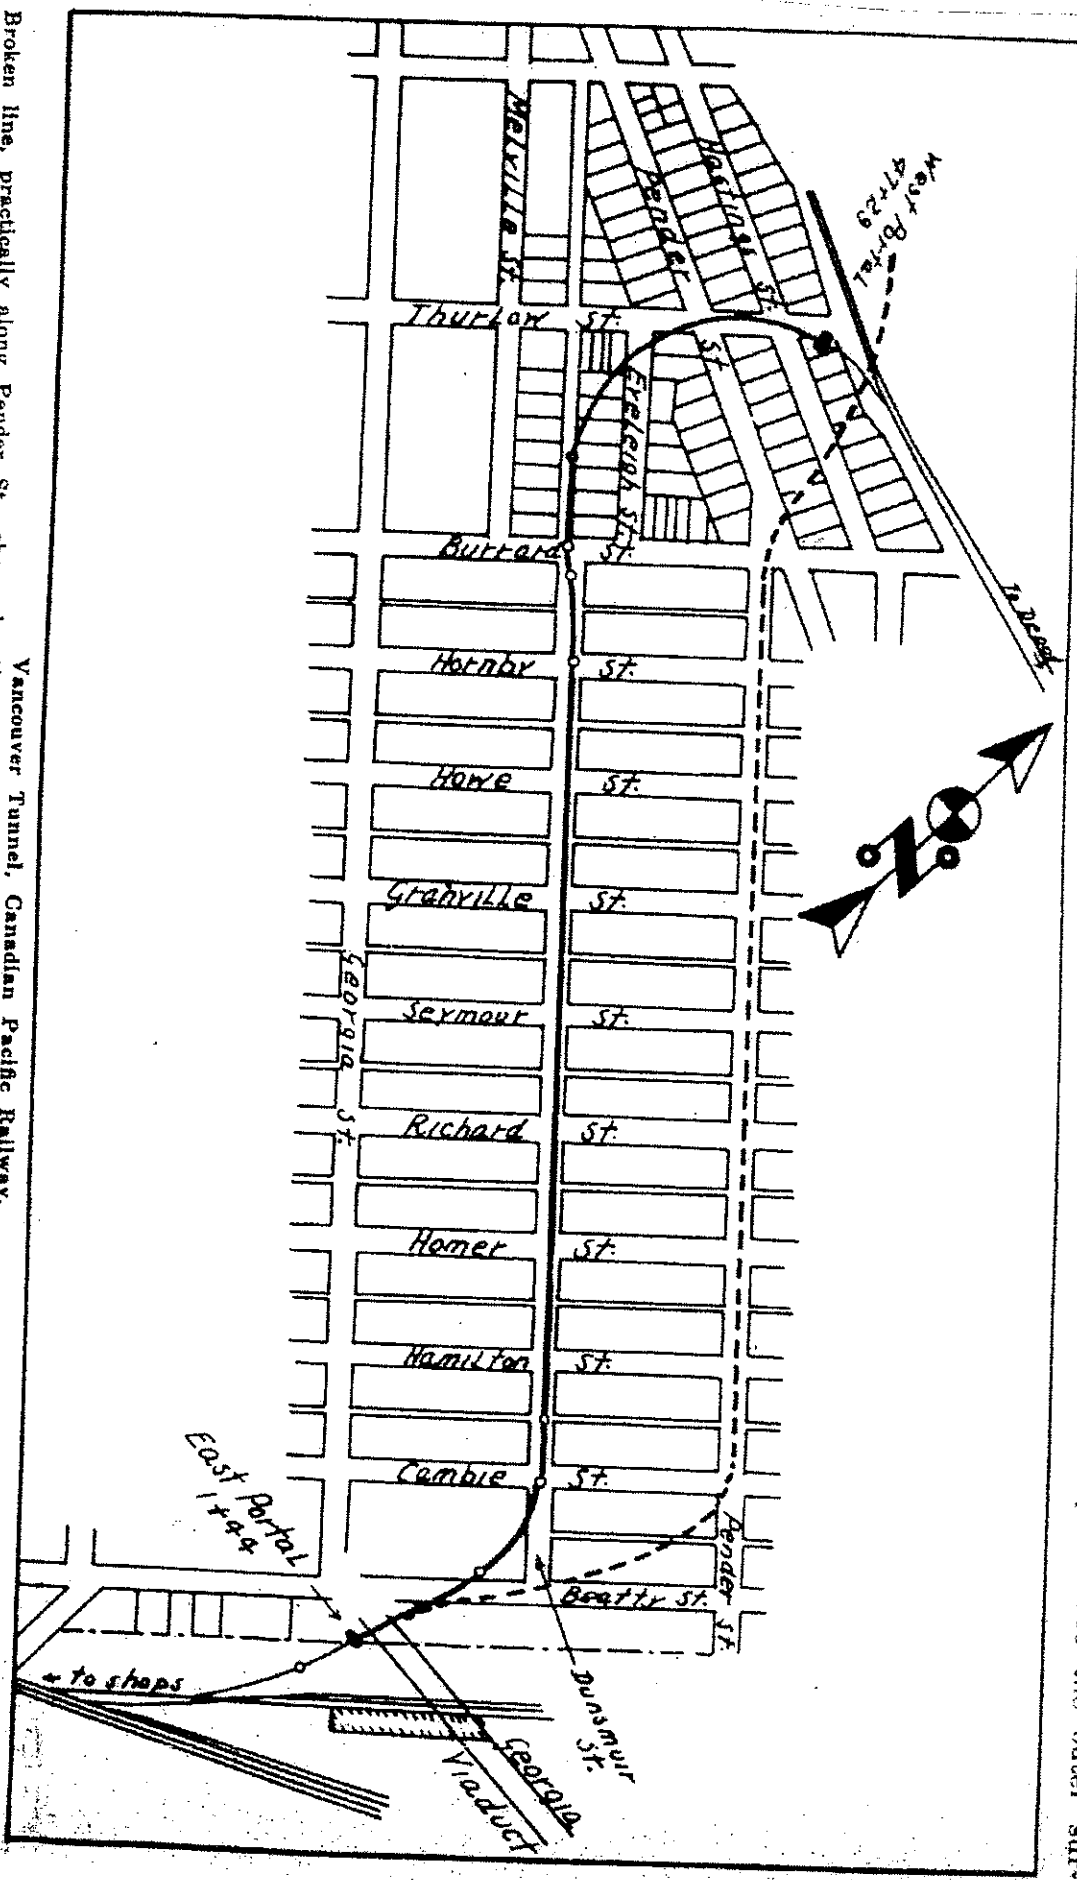 West Portal
47+29
Hastings St.
Pender St.
Melville St.
Thurlow St.
Ereleigh St.
Burrard St.
To Depot
Hornby St.
N
Howe St.
Granville St.
Georgia St.
Seymour St.
Richard St.
Homer St.
Hamilton St.
Cambie St.
East Portal
1+44
Pender St.
Beatty St.
Dunsmuir
St.
to shops
Georgia
Viaduct
Vancouver Tunnel, Canadian Pacific Railway.
Broken line, practically along Pender St.